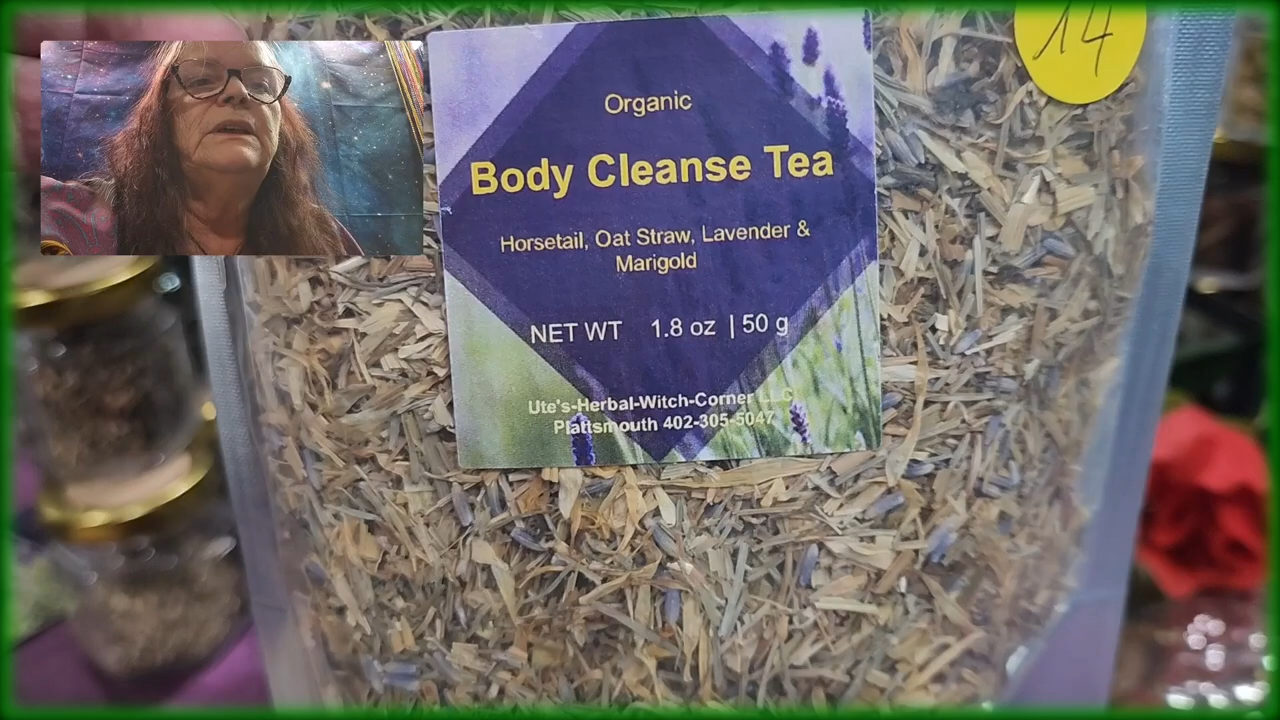 14
Organic
Body Cleanse Tea
Horsetail, Oat Straw, Lavender &
Marigold
NET WT 1.8 oz | 50 g
Ute's-Herbal-Witch-Corner LLC
Plattsmouth 402-305-5047